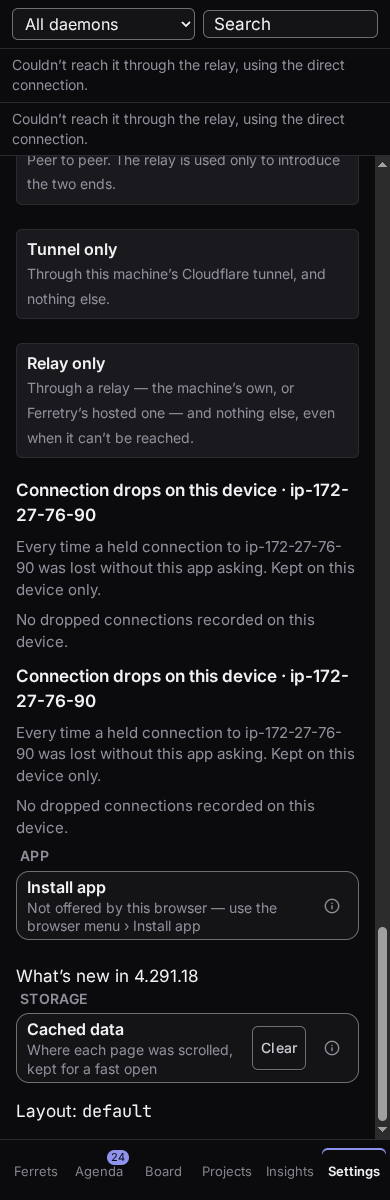 All daemons
Search
Couldn’t reach it through the relay, using the direct
connection.
Couldn’t reach it through the relay, using the direct
connection.
Peer to peer. The relay is used only to introduce
the two ends.
Tunnel only
Through this machine’s Cloudflare tunnel, and
nothing else.
Relay only
Through a relay — the machine’s own, or
Ferretry’s hosted one — and nothing else, even
when it can’t be reached.
Connection drops on this device · ip-172-
27-76-90
Every time a held connection to ip-172-27-76-
90 was lost without this app asking. Kept on this
device only.
No dropped connections recorded on this
device.
Connection drops on this device · ip-172-
27-76-90
Every time a held connection to ip-172-27-76-
90 was lost without this app asking. Kept on this
device only.
No dropped connections recorded on this
device.
APP
Install app
Not offered by this browser — use the
browser menu › Install app
What’s new in 4.291.18
STORAGE
Cached data
Where each page was scrolled,
kept for a fast open
Clear
Layout: default
24
Ferrets Agenda Board Projects Insights Settings